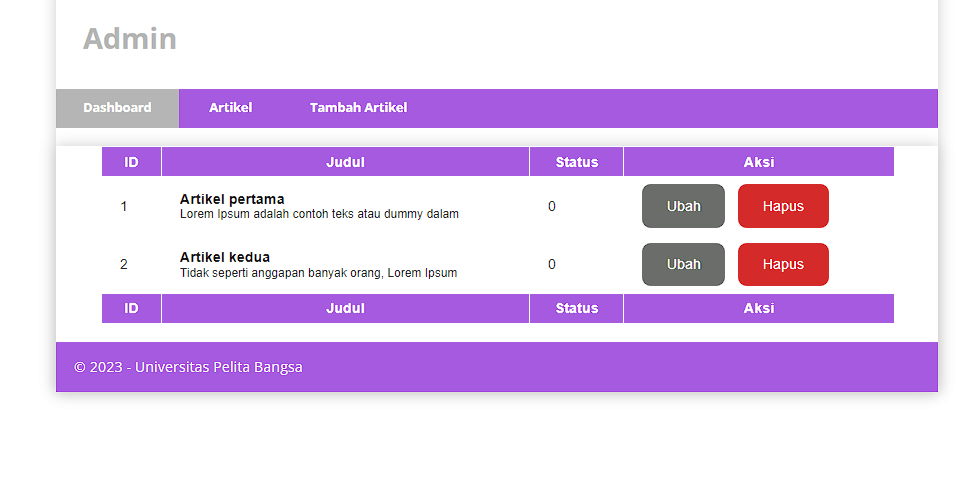 Admin
Dashboard Artikel Tambah Artikel
ID Judul Status Aksi
1 Artikel pertama 0 Ubah Hapus
Lorem Ipsum adalah contoh teks atau dummy dalam
2 Artikel kedua 0 Ubah Hapus
Tidak seperti anggapan banyak orang, Lorem Ipsum
ID Judul Status Aksi
© 2023 - Universitas Pelita Bangsa